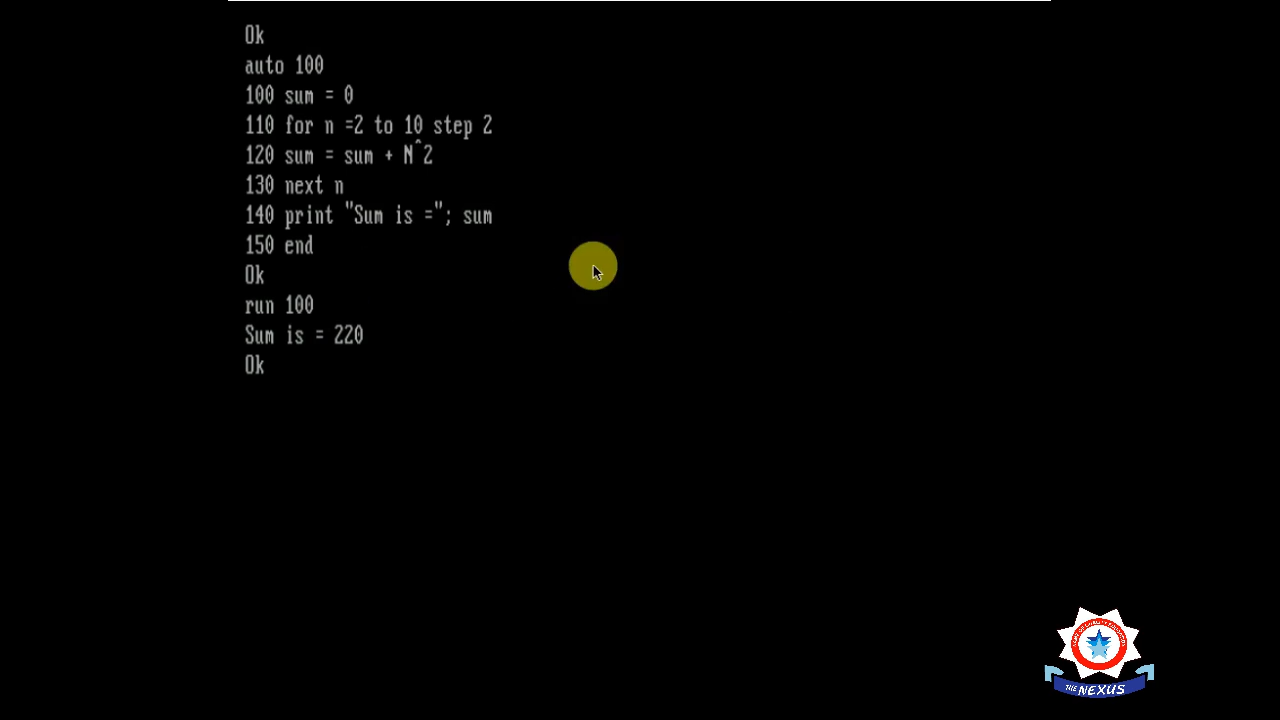 Ok
auto 100
100 sum = 0
110 for n =2 to 10 step 2
120 sum = sum + N^2
130 next n
140 print "Sum is ="; sum
150 end
Ok
run 100
Sum is = 220
Ok
THE NEXUS